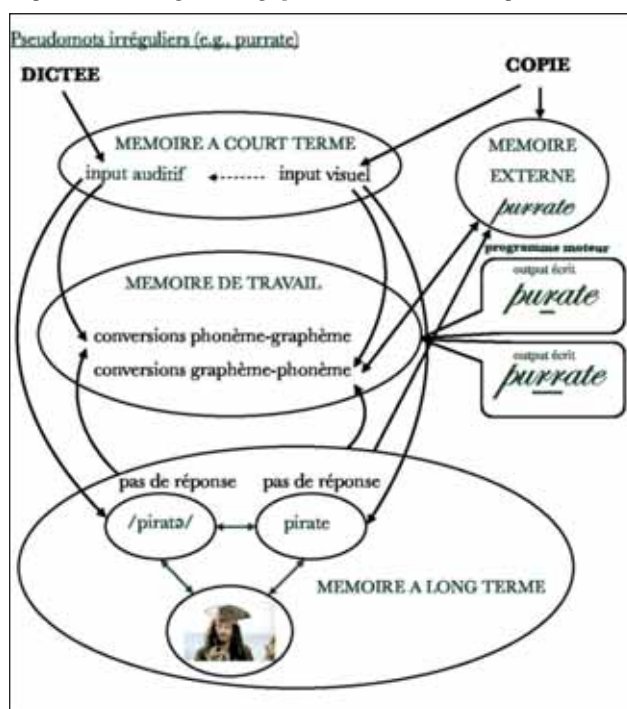 Pseudomots irréguliers (e.g., purrate)
DICTEE
COPIE
MEMOIRE A COURT TERME
input auditif
input visuel
MEMOIRE
EXTERNE
purrate
programme moteur
output écrit
purate
output écrit
purrate
MEMOIRE DE TRAVAIL
conversions phonème-graphème
conversions graphème-phonème
pas de réponse
pas de réponse
/piratə/
pirate
MEMOIRE A LONG TERME